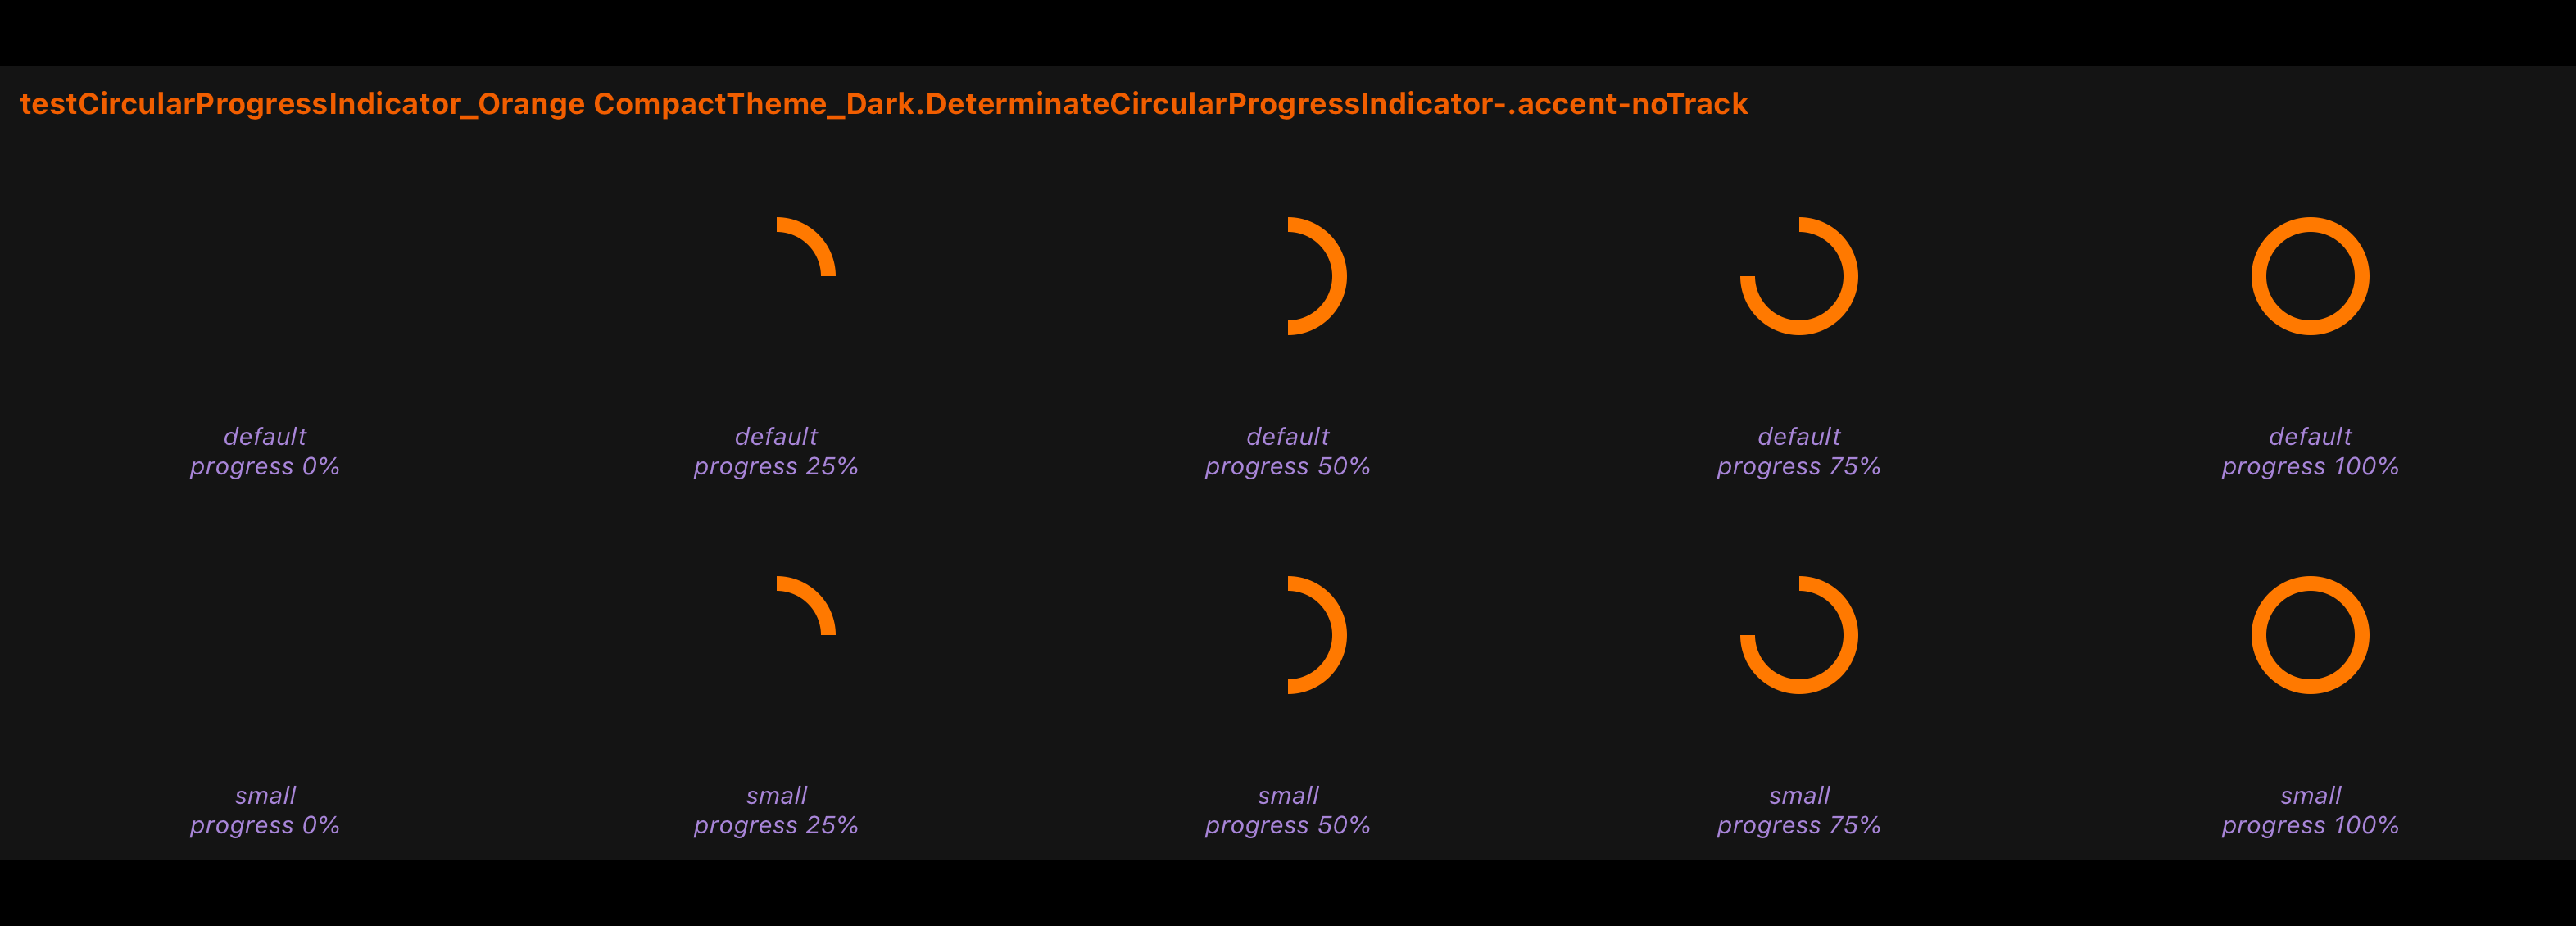 testCircularProgressIndicator_Orange CompactTheme_Dark.DeterminateCircularProgressIndicator-.accent-noTrack
default
progress 0%
default
progress 25%
default
progress 50%
default
progress 75%
default
progress 100%
small
progress 0%
small
progress 25%
small
progress 50%
small
progress 75%
small
progress 100%